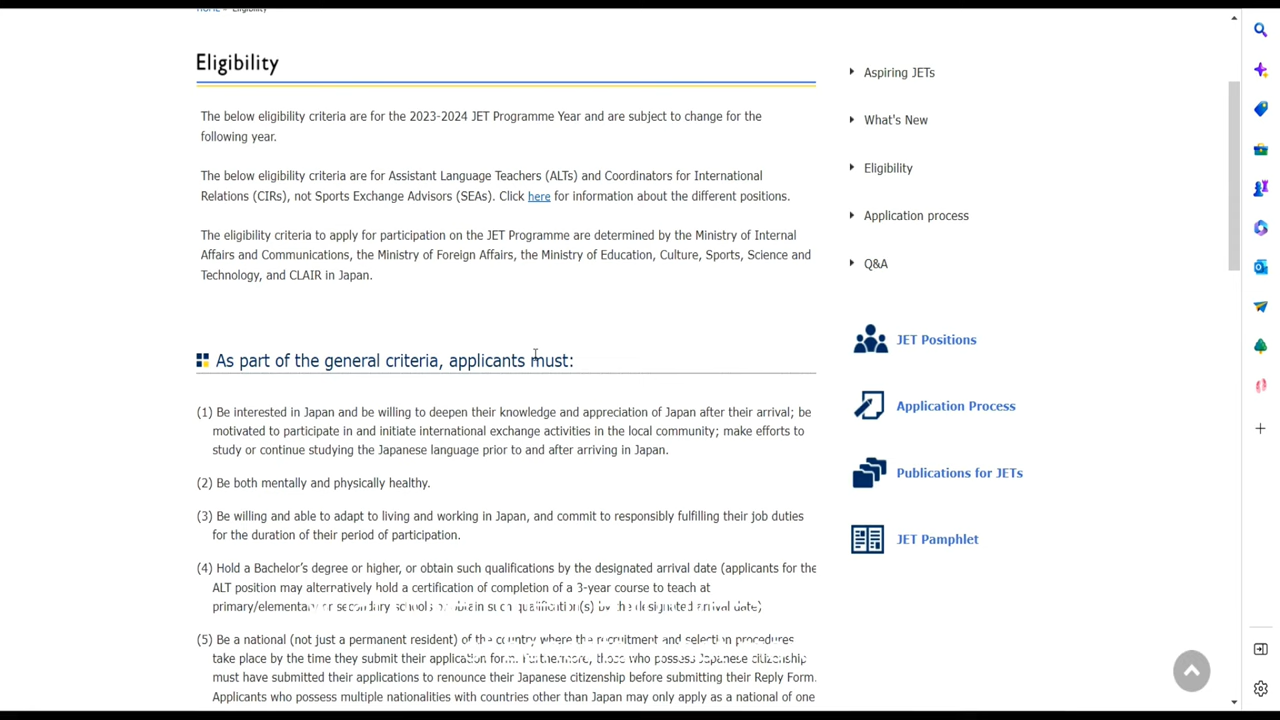 HOME » Eligibility
Eligibility
The below eligibility criteria are for the 2023-2024 JET Programme Year and are subject to change for the
following year.
The below eligibility criteria are for Assistant Language Teachers (ALTs) and Coordinators for International
Relations (CIRs), not Sports Exchange Advisors (SEAs). Click here for information about the different positions.
The eligibility criteria to apply for participation on the JET Programme are determined by the Ministry of Internal
Affairs and Communications, the Ministry of Foreign Affairs, the Ministry of Education, Culture, Sports, Science and
Technology, and CLAIR in Japan.
As part of the general criteria, applicants must:
(1) Be interested in Japan and be willing to deepen their knowledge and appreciation of Japan after their arrival; be
motivated to participate in and initiate international exchange activities in the local community; make efforts to
study or continue studying the Japanese language prior to and after arriving in Japan.
(2) Be both mentally and physically healthy.
(3) Be willing and able to adapt to living and working in Japan, and commit to responsibly fulfilling their job duties
for the duration of their period of participation.
(4) Hold a Bachelor's degree or higher, or obtain such qualifications by the designated arrival date (applicants for the
ALT position may alternatively hold a certification of completion of a 3-year course to teach at
primary/elementary or secondary schools or obtain such qualification(s) by the designated arrival date)
(5) Be a national (not just a permanent resident) of the country where the recruitment and selection procedures
take place by the time they submit their application form. Furthermore, those who possess Japanese citizenship
must have submitted their applications to renounce their Japanese citizenship before submitting their Reply Form.
Applicants who possess multiple nationalities with countries other than Japan may only apply as a national of one
Aspiring JETs
What's New
Eligibility
Application process
Q&A
JET Positions
Application Process
Publications for JETs
JET Pamphlet